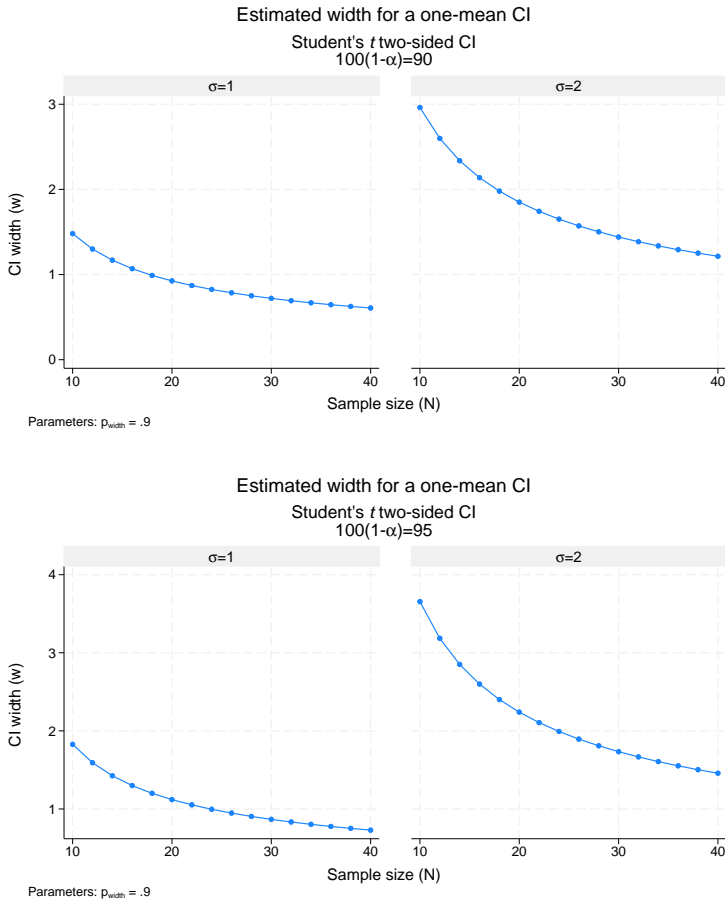 Estimated width for a one-mean CI
Student's t two-sided CI
100(1-α)=90
σ=1 σ=2
CI width (w)
3
2
1
0
10 20 30 40 10 20 30 40
Sample size (N)
Parameters: pwidth = .9
Estimated width for a one-mean CI
Student's t two-sided CI
100(1-α)=95
σ=1 σ=2
CI width (w)
4
3
2
1
10 20 30 40 10 20 30 40
Sample size (N)
Parameters: pwidth = .9